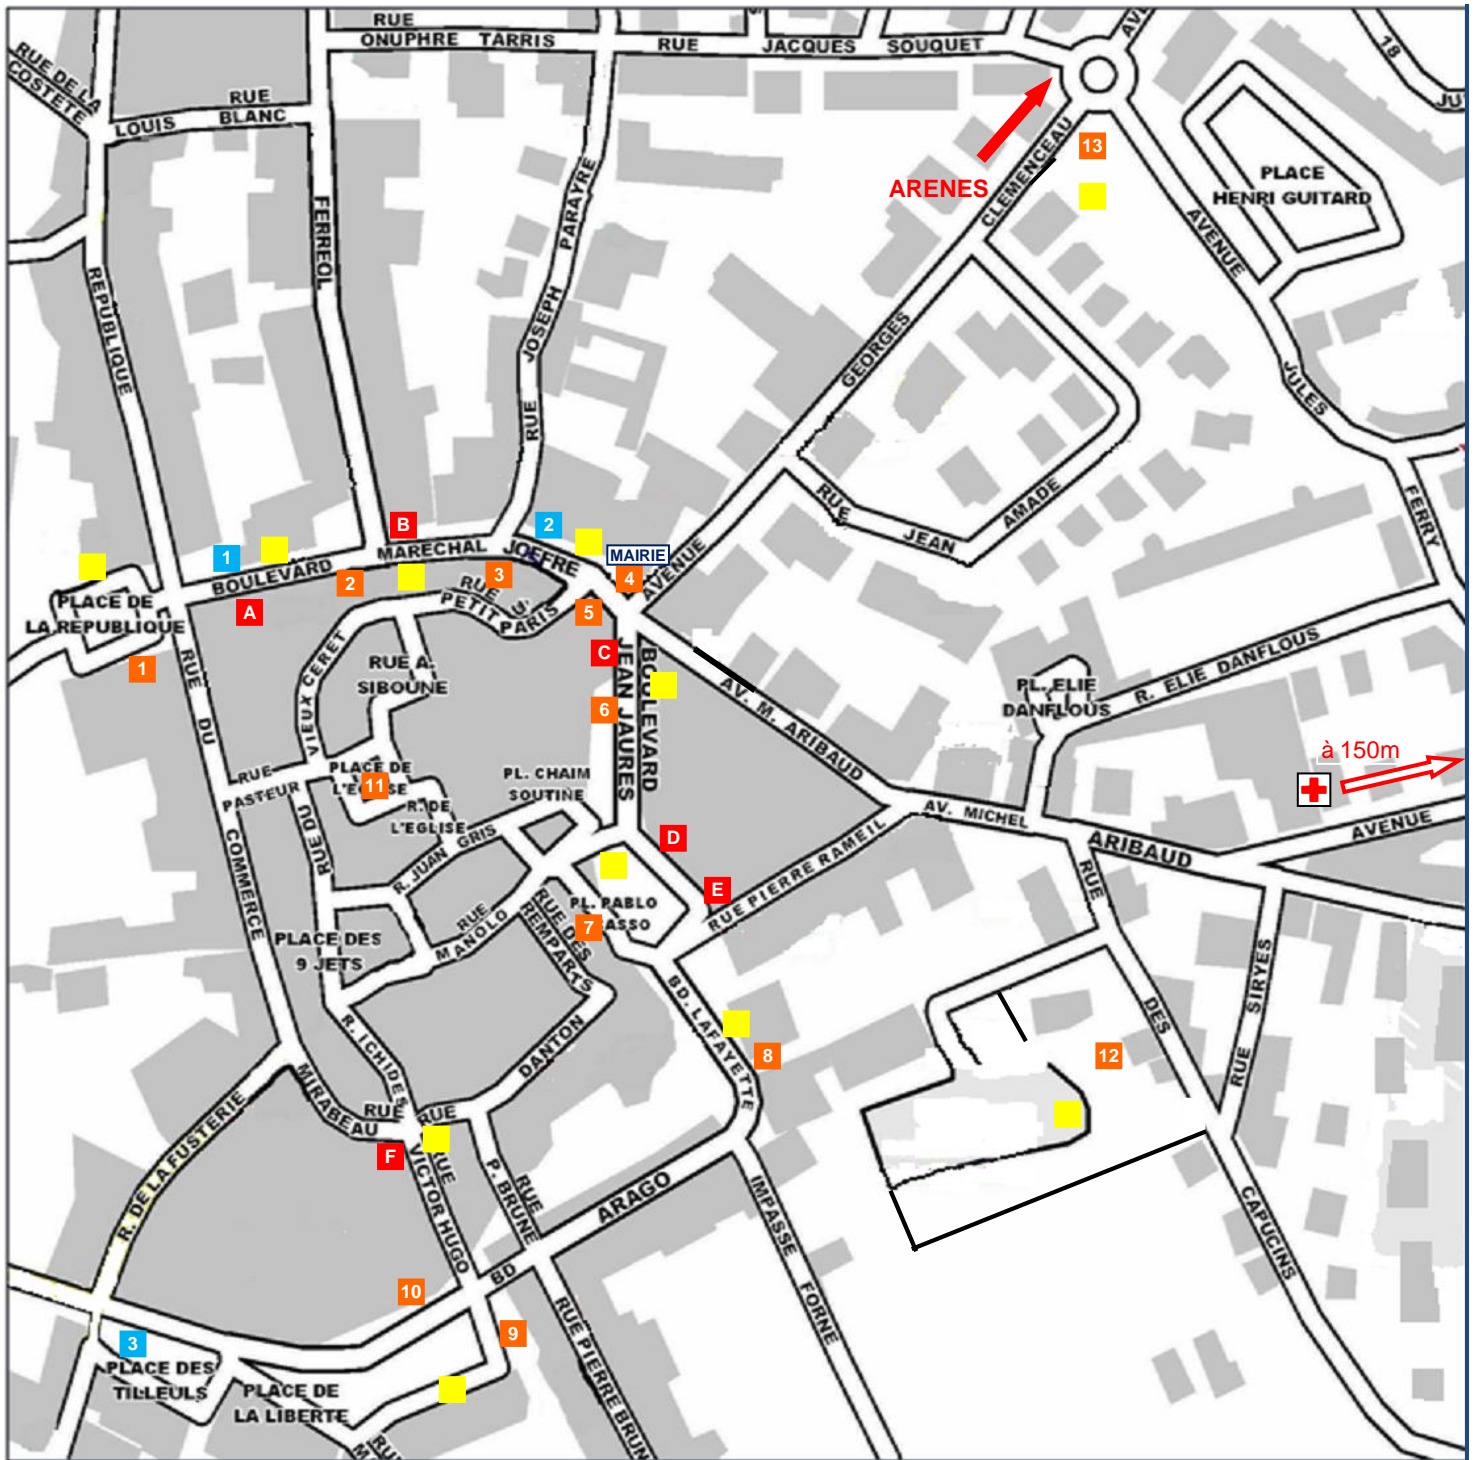 RUE
ONUPHRE TARRIS
RUE JACQUES SOUQUET
18
RUE DE LA
COSTETE
RUE
LOUIS BLANC
FERREOL
RUE JOSEPH PARAYRE
ARENES
AVENUE GEORGES CLEMENCEAU
13
PLACE
HENRI GUITARD
AVENUE JULES FERRY
REPUBLIQUE
RUE JEAN AMADE
B
2
MAIRIE
1
BOULEVARD MARECHAL JOFFRE
2
3
4
A
RUE
PETIT PARIS
5
PLACE DE
LA REPUBLIQUE
1
RUE DU COMMERCE
VIEUX CERET
RUE A.
SIBOUNE
C
BOULEVARD
JEAN JAURES
6
AV. M. ARIBAUD
PL. ELIE
DANFLOUS
R. ELIE DANFLOUS
à 150m
RUE
PASTEUR
PLACE DE
11
R. DE
L'EGLISE
PL. CHAIM
SOUTINE
RUE DU
R. JUAN GRIS
AV. MICHEL ARIBAUD
AVENUE
D
E
RUE PIERRE RAMEIL
PL. PABLO
7
RUE DES
REMPARTS
RUE
MANOLO
PLACE DES
9 JETS
R. ICHIDES
BD. LAFAYETTE
8
12
RUE DES CAPUCINS
RUE SIRYES
DANTON
RUE
MIRABEAU
RUE
F
RUE
VICTOR HUGO
RUE
P. BRUNE
R. DE LA FUSTERIE
BD ARAGO
IMPASSE FORNE
10
9
RUE PIERRE BRUN
3
PLACE DES
TILLEULS
PLACE DE
LA LIBERTE